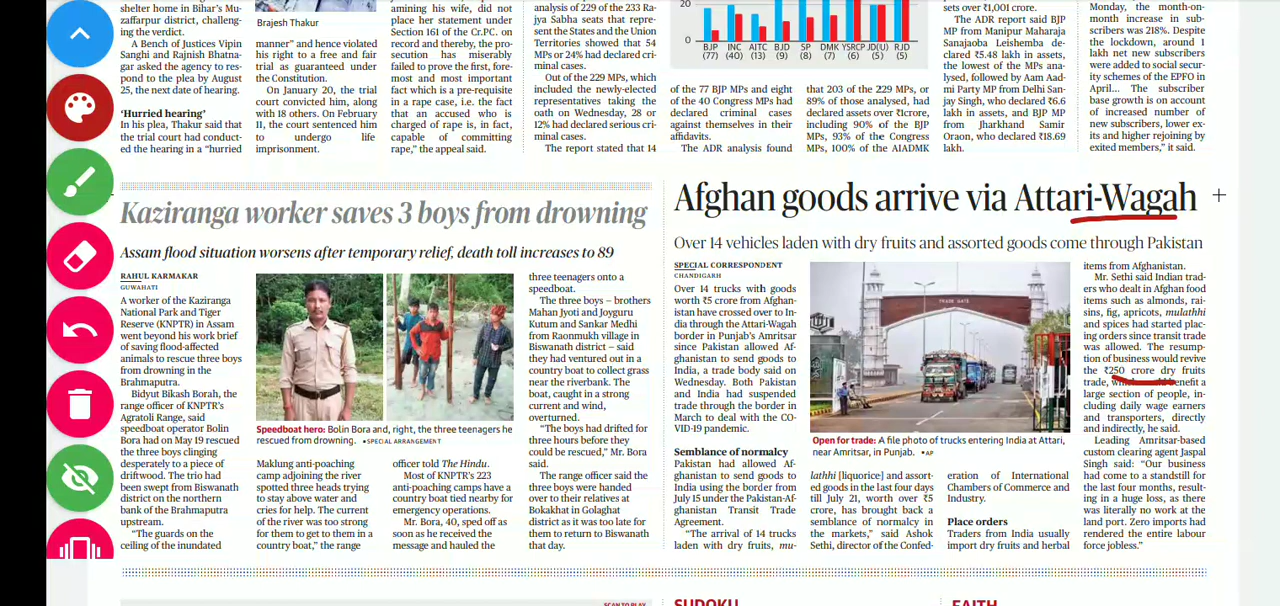 shelter home in Bihar's Mu-
zaffarpur district, challeng-
ing the verdict.
A Bench of Justices Vipin
Sanghi and Rajnish Bhatna-
gar asked the agency to res-
pond to the plea by August
25, the next date of hearing.
'Hurried hearing'
In his plea, Thakur said that
the trial court had conduct-
ed the hearing in a "hurried
Brajesh Thakur
manner" and hence violated
his right to a free and fair
trial as guaranteed under
the Constitution.
On January 20, the trial
court convicted him, along
with 18 others. On February
11, the court sentenced him
to undergo life
imprisonment.
amining his wife, did not
place her statement under
Section 161 of the Cr.PC. on
record and thereby, the pro-
secution has miserably
failed to prove the first, fore-
most and most important
fact which is a pre-requisite
in a rape case, i.e. the fact
that an accused who is
charged of rape is, in fact,
capable of committing
rape," the appeal said.
analysis of 229 of the 233 Ra-
jya Sabha seats that repre-
sent the States and the Union
Territories showed that 54
MPs or 24% had declared cri-
minal cases.
Out of the 229 MPs, which
included the newly-elected
representatives taking the
oath on Wednesday, 28 or
12% had declared serious cri-
minal cases.
The report stated that 14
20
0
BJP INC AITC BJD SP DMK YSRCP JD(U) RJD
(77) (40) (13) (9) (8) (7) (6) (5) (5)
of the 77 BJP MPs and eight
of the 40 Congress MPs had
declared criminal cases
against themselves in their
affidavits.
The ADR analysis found
that 203 of the 229 MPs, or
89% of those analysed, had
declared assets over ₹1crore,
including 90% of the BJP
MPs, 93% of the Congress
MPs, 100% of the AIADMK
sets over ₹1,001 crore.
The ADR report said BJP
MP from Manipur Maharaja
Sanajaoba Leishemba de-
clared ₹5.48 lakh in assets,
the lowest of the MPs ana-
lysed, followed by Aam Aad-
mi Party MP from Delhi San-
jay Singh, who declared ₹6.6
lakh in assets, and BJP MP
from Jharkhand Samir
Oraon, who declared ₹18.69
lakh.
Monday, the month-on-
month increase in sub-
scribers was 218%. Despite
the lockdown, around 1
lakh net new subscribers
were added to social secur-
ity schemes of the EPFO in
April... The subscriber
base growth is on account
of increased number of
new subscribers, lower ex-
its and higher rejoining by
exited members," it said.
Kaziranga worker saves 3 boys from drowning
Assam flood situation worsens after temporary relief, death toll increases to 89
RAHUL KARMAKAR
GUWAHATI
A worker of the Kaziranga
National Park and Tiger
Reserve (KNPTR) in Assam
went beyond his work brief
of saving flood-affected
animals to rescue three boys
from drowning in the
Brahmaputra.
Bidyut Bikash Borah, the
range officer of KNPTR's
Agratoli Range, said
speedboat operator Bolin
Bora had on May 19 rescued
the three boys clinging
desperately to a piece of
driftwood. The trio had
been swept from Biswanath
district on the northern
bank of the Brahmaputra
upstream.
"The guards on the
ceiling of the inundated
Speedboat hero: Bolin Bora and, right, the three teenagers he
rescued from drowning. •SPECIAL ARRANGEMENT
Maklung anti-poaching
camp adjoining the river
spotted three heads trying
to stay above water and
cries for help. The current
of the river was too strong
for them to get to them in a
country boat," the range
officer told The Hindu.
Most of KNPTR's 223
anti-poaching camps have a
country boat tied nearby for
emergency operations.
Mr. Bora, 40, sped off as
soon as he received the
message and hauled the
three teenagers onto a
speedboat.
The three boys – brothers
Mahan Jyoti and Joyguru
Kutum and Sankar Medhi
from Raonmukh village in
Biswanath district – said
they had ventured out in a
country boat to collect grass
near the riverbank. The
boat, caught in a strong
current and wind,
overturned.
"The boys had drifted for
three hours before they
could be rescued," Mr. Bora
said.
The range officer said the
three boys were handed
over to their relatives at
Bokakhat in Golaghat
district as it was too late for
them to return to Biswanath
that day.
Afghan goods arrive via Attari-Wagah
Over 14 vehicles laden with dry fruits and assorted goods come through Pakistan
SPECIAL CORRESPONDENT
CHANDIGARH
Over 14 trucks with goods
worth ₹5 crore from Afghan-
istan have crossed over to In-
dia through the Attari-Wagah
border in Punjab's Amritsar
since Pakistan allowed Af-
ghanistan to send goods to
India, a trade body said on
Wednesday. Both Pakistan
and India had suspended
trade through the border in
March to deal with the CO-
VID-19 pandemic.
Semblance of normalcy
Pakistan had allowed Af-
ghanistan to send goods to
India using the border from
July 15 under the Pakistan-Af-
ghanistan Transit Trade
Agreement.
"The arrival of 14 trucks
laden with dry fruits, mu-
TRADE GATE
Open for trade: A file photo of trucks entering India at Attari,
near Amritsar, in Punjab. •AP
lathhi [liquorice] and assort-
ed goods in the last four days
till July 21, worth over ₹5
crore, has brought back a
semblance of normalcy in
the markets," said Ashok
Sethi, director of the Confed-
eration of International
Chambers of Commerce and
Industry.
Place orders
Traders from India usually
import dry fruits and herbal
items from Afghanistan.
Mr. Sethi said Indian trad-
ers who dealt in Afghan food
items such as almonds, rai-
sins, fig, apricots, mulathhi
and spices had started plac-
ing orders since transit trade
was allowed. The resump-
tion of business would revive
the ₹250 crore dry fruits
trade, benefit a
large section of people, in-
cluding daily wage earners
and transporters, directly
and indirectly, he said.
Leading Amritsar-based
custom clearing agent Jaspal
Singh said: "Our business
had come to a standstill for
the last four months, result-
ing in a huge loss, as there
was literally no work at the
land port. Zero imports had
rendered the entire labour
force jobless."
SCAN TO PLAY
SUDOKU
FAITH